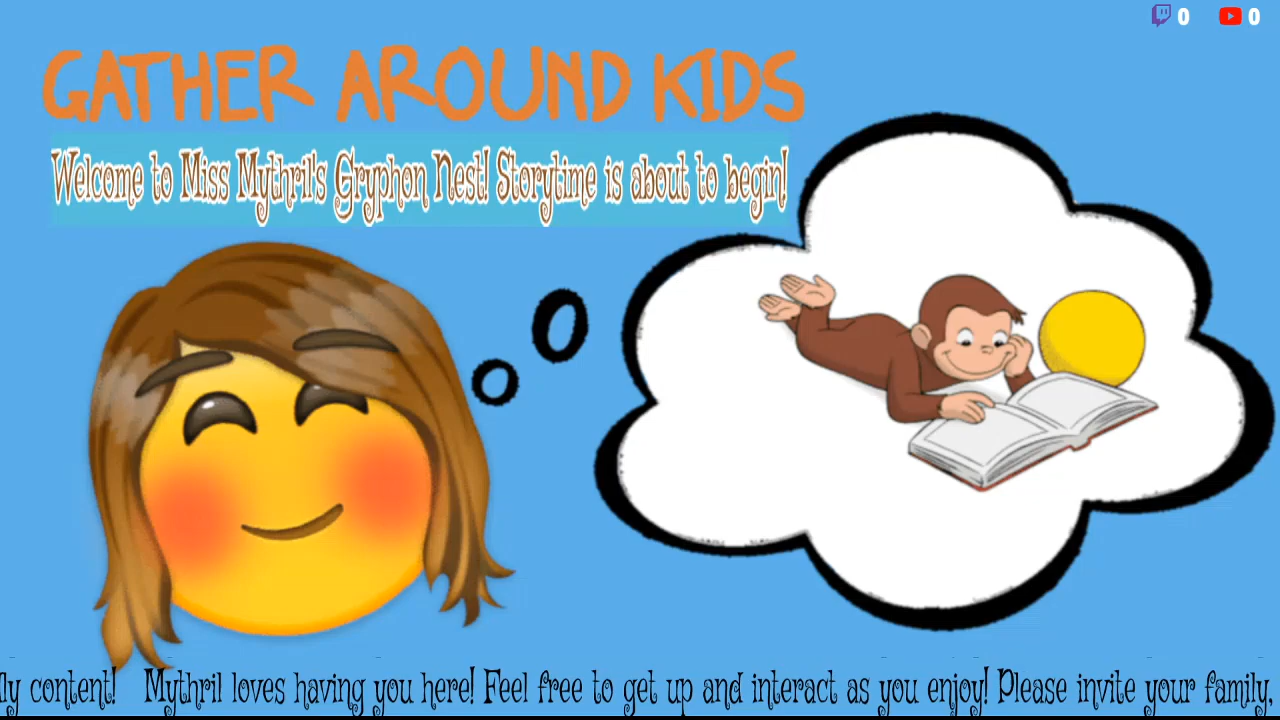 0 0
GATHER AROUND KIDS
Welcome to Miss Mythril's Gryphon Nest! Storytime is about to begin!
content! Mythril loves having you here! Feel free to get up and interact as you enjoy! Please invite your family,